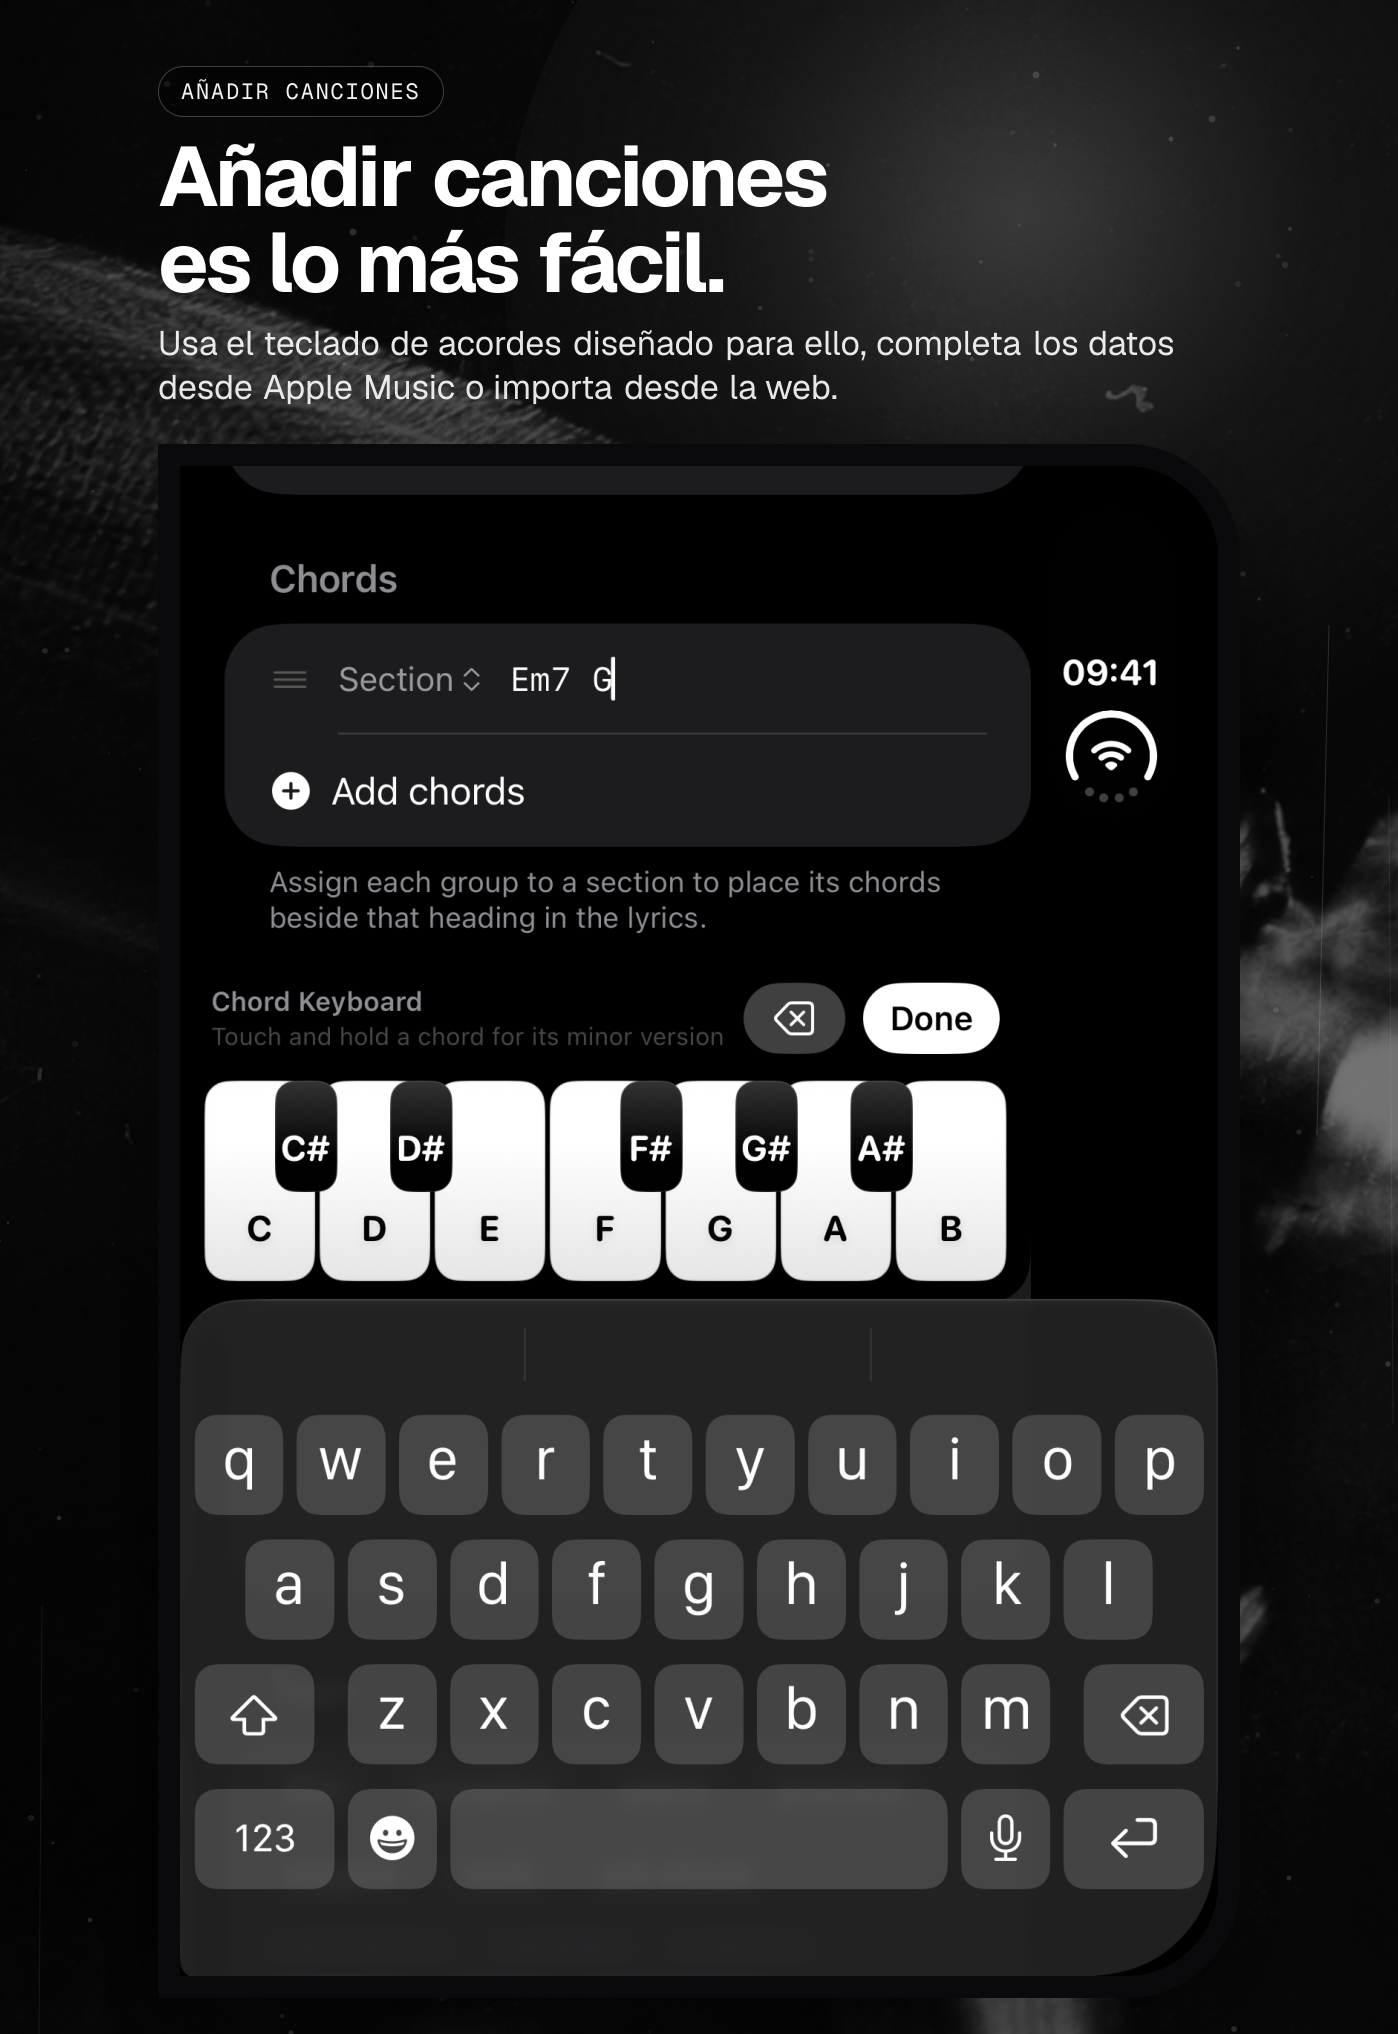 AÑADIR CANCIONES
Añadir canciones
es lo más fácil.
Usa el teclado de acordes diseñado para ello, completa los datos
desde Apple Music o importa desde la web.
Chords
Section Em7 G
09:41
Add chords
Assign each group to a section to place its chords
beside that heading in the lyrics.
Chord Keyboard
Touch and hold a chord for its minor version
Done
C# D# F# G# A#
C D E F G A B
q w e r t y u i o p
a s d f g h j k l
z x c v b n m
123